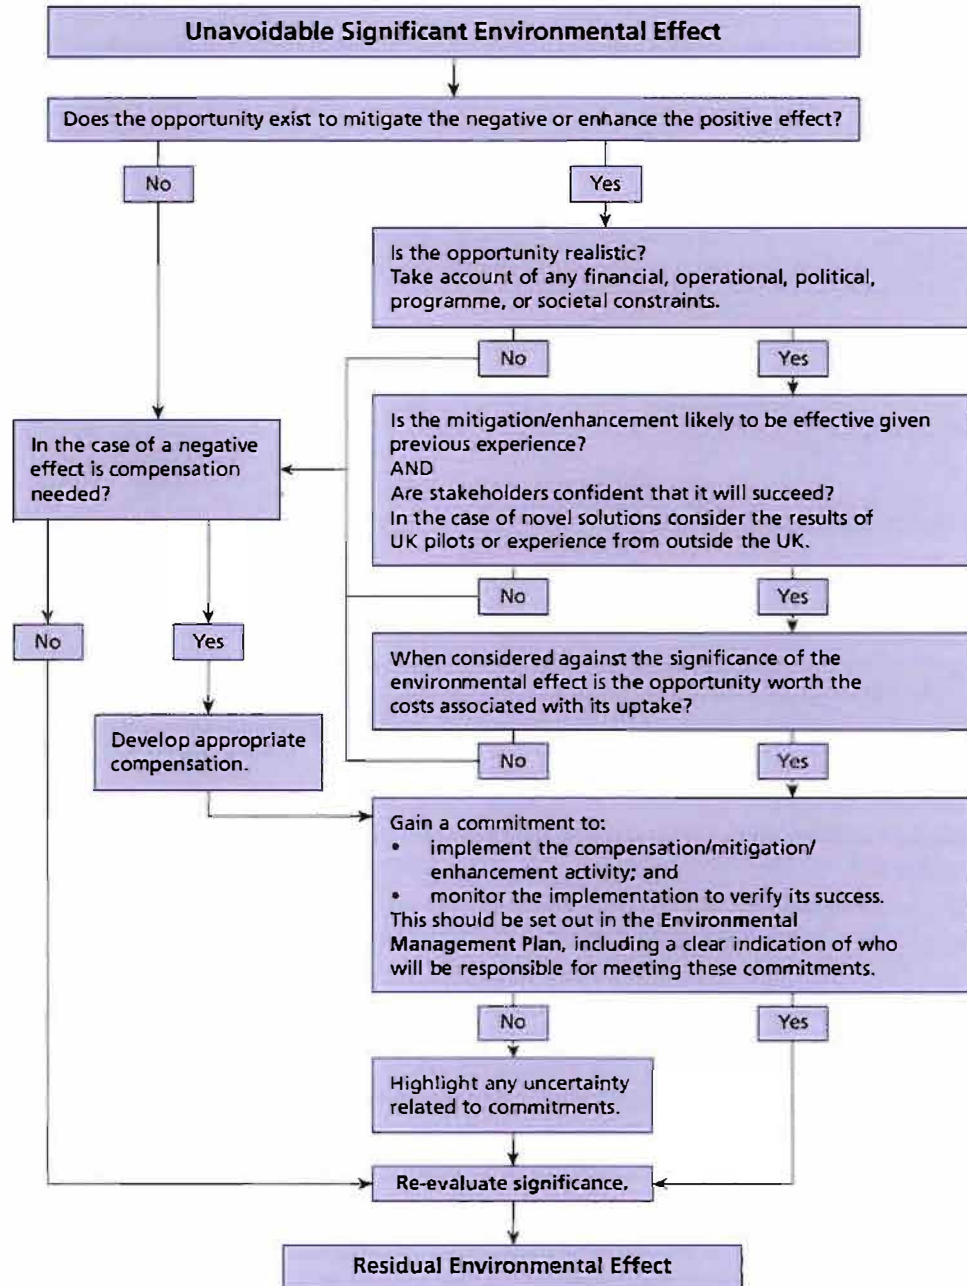 Unavoidable Significant Environmental Effect
Does the opportunity exist to mitigate the negative or enhance the positive effect?
No
Yes
Is the opportunity realistic?
Take account of any financial, operational, political,
programme, or societal constraints.
No
Yes
Is the mitigation/enhancement likely to be effective given
previous experience?
AND
Are stakeholders confident that it will succeed?
In the case of novel solutions consider the results of
UK pilots or experience from outside the UK.
In the case of a negative
effect is compensation
needed?
No
Yes
No
Yes
When considered against the significance of the
environmental effect is the opportunity worth the
costs associated with its uptake?
Develop appropriate
compensation.
No
Yes
Gain a commitment to:
• implement the compensation/mitigation/
enhancement activity; and
• monitor the implementation to verify its success.
This should be set out in the Environmental
Management Plan, including a clear indication of who
will be responsible for meeting these commitments.
No
Yes
Highlight any uncertainty
related to commitments.
Re-evaluate significance.
Residual Environmental Effect